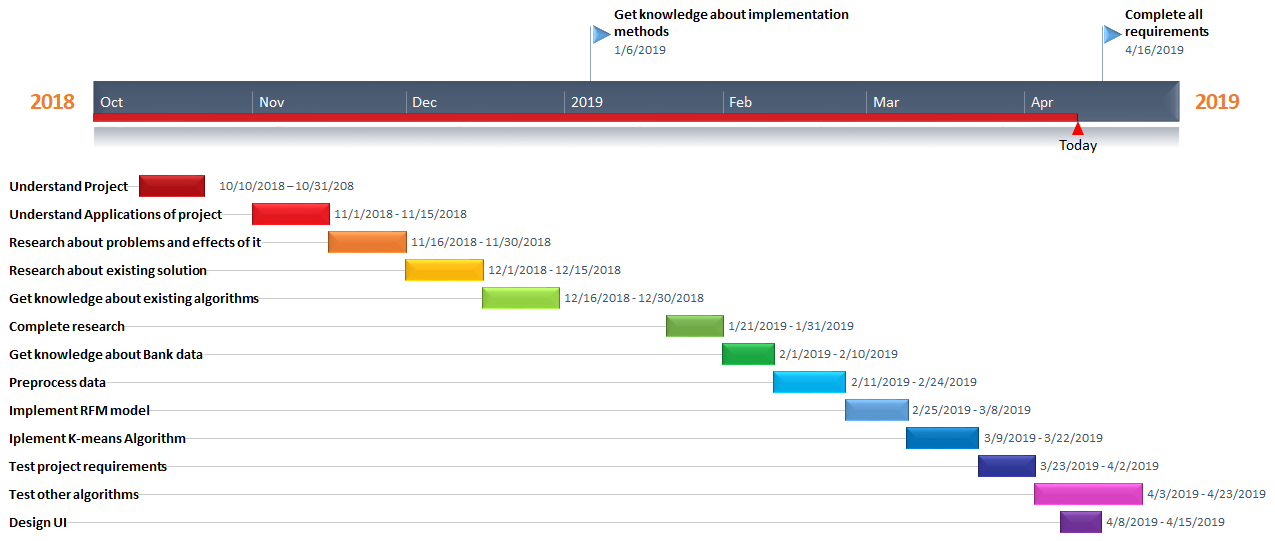 Get knowledge about implementation
methods
1/6/2019
Complete all
requirements
4/16/2019
2018
Oct
Nov
Dec
2019
Feb
Mar
Apr
2019
Today
Understand Project 10/10/2018 – 10/31/208
Understand Applications of project 11/1/2018 - 11/15/2018
Research about problems and effects of it 11/16/2018 - 11/30/2018
Research about existing solution 12/1/2018 - 12/15/2018
Get knowledge about existing algorithms 12/16/2018 - 12/30/2018
Complete research 1/21/2019 - 1/31/2019
Get knowledge about Bank data 2/1/2019 - 2/10/2019
Preprocess data 2/11/2019 - 2/24/2019
Implement RFM model 2/25/2019 - 3/8/2019
Iplement K-means Algorithm 3/9/2019 - 3/22/2019
Test project requirements 3/23/2019 - 4/2/2019
Test other algorithms 4/3/2019 - 4/23/2019
Design UI 4/8/2019 - 4/15/2019